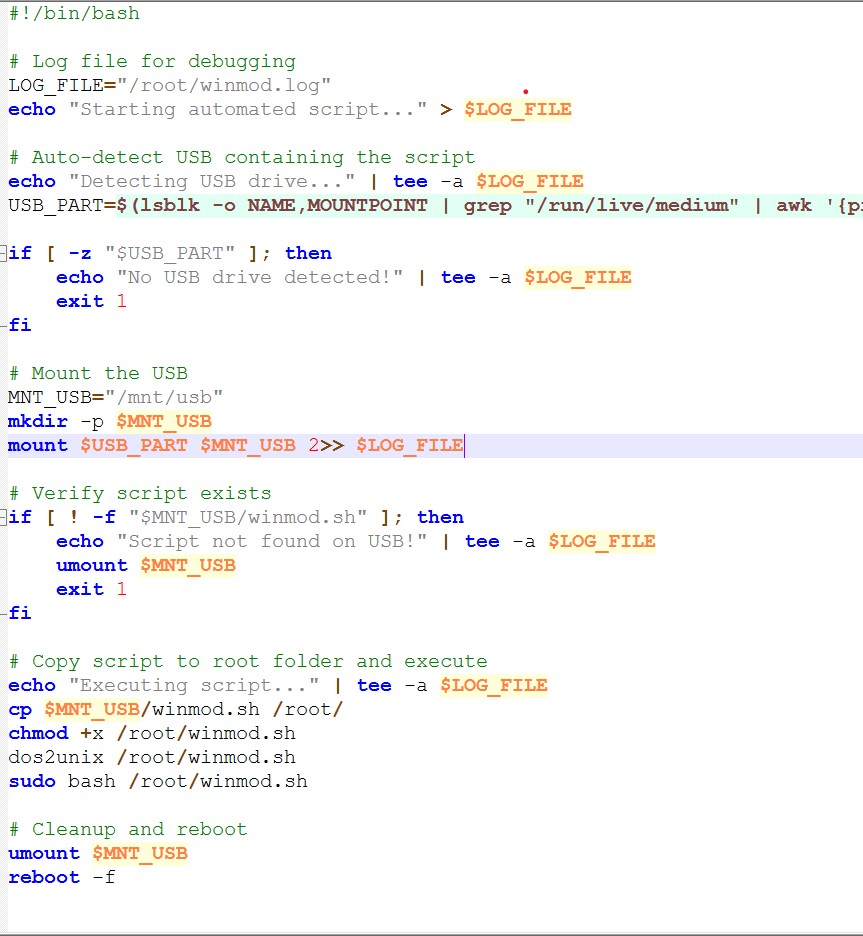 #!/bin/bash
# Log file for debugging
LOG_FILE="/root/winmod.log"
echo "Starting automated script..." > $LOG_FILE
# Auto-detect USB containing the script
echo "Detecting USB drive..." | tee -a $LOG_FILE
USB_PART=$(lsblk -o NAME,MOUNTPOINT | grep "/run/live/medium" | awk '{p
if [ -z "$USB_PART" ]; then
    echo "No USB drive detected!" | tee -a $LOG_FILE
    exit 1
fi
# Mount the USB
MNT_USB="/mnt/usb"
mkdir -p $MNT_USB
mount $USB_PART $MNT_USB 2>> $LOG_FILE
# Verify script exists
if [ ! -f "$MNT_USB/winmod.sh" ]; then
    echo "Script not found on USB!" | tee -a $LOG_FILE
    umount $MNT_USB
    exit 1
fi
# Copy script to root folder and execute
echo "Executing script..." | tee -a $LOG_FILE
cp $MNT_USB/winmod.sh /root/
chmod +x /root/winmod.sh
dos2unix /root/winmod.sh
sudo bash /root/winmod.sh
# Cleanup and reboot
umount $MNT_USB
reboot -f